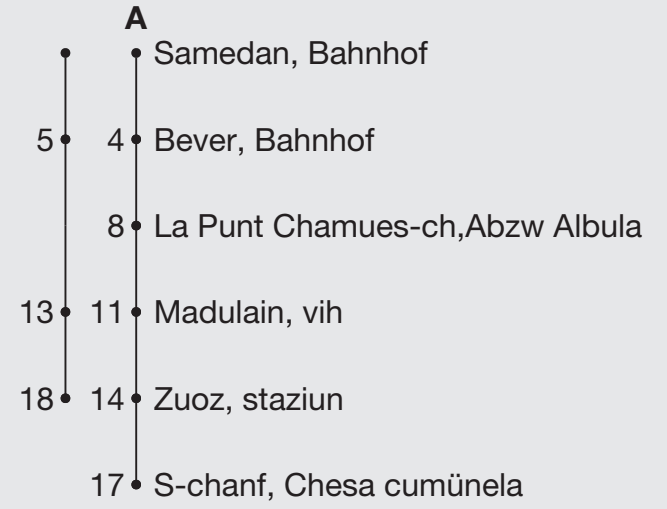 A
Samedan, Bahnhof
5 4 Bever, Bahnhof
8 La Punt Chamues-ch,Abzw Albula
13 11 Madulain, vih
18 14 Zuoz, staziun
17 S-chanf, Chesa cumünela